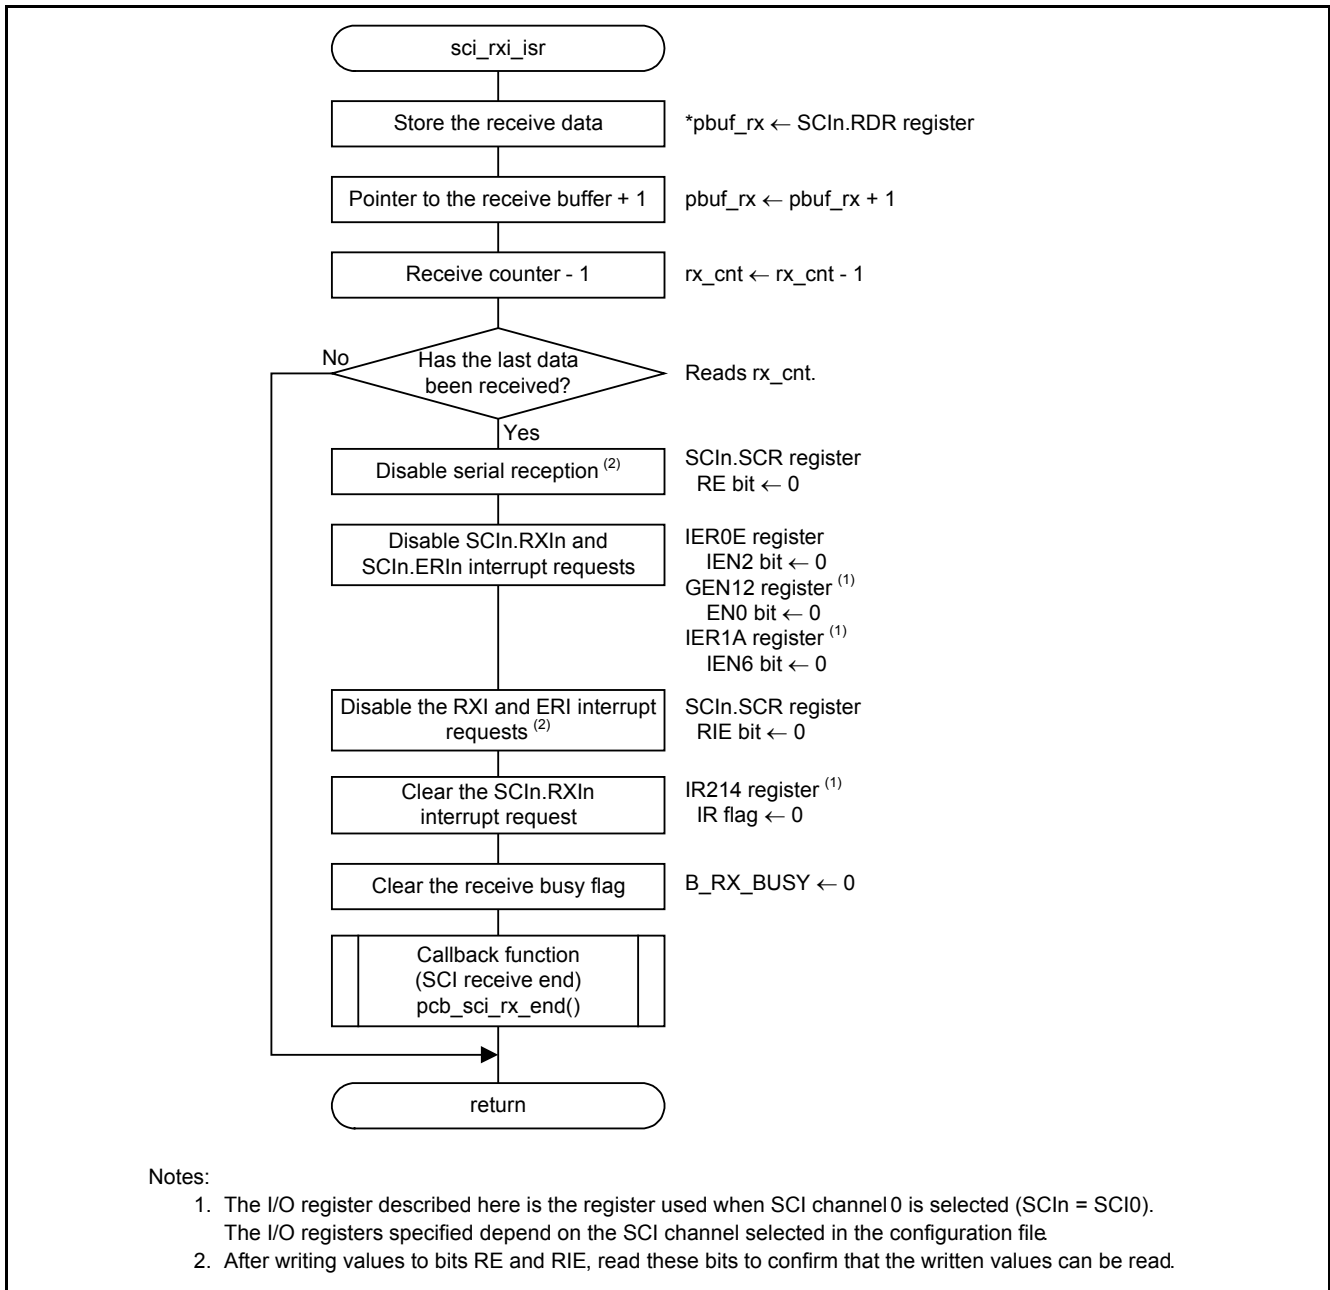 sci_rxi_isr
Store the receive data
*pbuf_rx ← SCIn.RDR register
Pointer to the receive buffer + 1
pbuf_rx ← pbuf_rx + 1
Receive counter - 1
rx_cnt ← rx_cnt - 1
No
Has the last data
been received?
Reads rx_cnt.
Yes
Disable serial reception (2)
SCIn.SCR register
RE bit ← 0
Disable SCIn.RXIn and
SCIn.ERIn interrupt requests
IER0E register
IEN2 bit ← 0
GEN12 register (1)
EN0 bit ← 0
IER1A register (1)
IEN6 bit ← 0
Disable the RXI and ERI interrupt
requests (2)
SCIn.SCR register
RIE bit ← 0
Clear the SCIn.RXIn
interrupt request
IR214 register (1)
IR flag ← 0
Clear the receive busy flag
B_RX_BUSY ← 0
Callback function
(SCI receive end)
pcb_sci_rx_end()
return
Notes:
1. The I/O register described here is the register used when SCI channel 0 is selected (SCIn = SCI0).
The I/O registers specified depend on the SCI channel selected in the configuration file.
2. After writing values to bits RE and RIE, read these bits to confirm that the written values can be read.